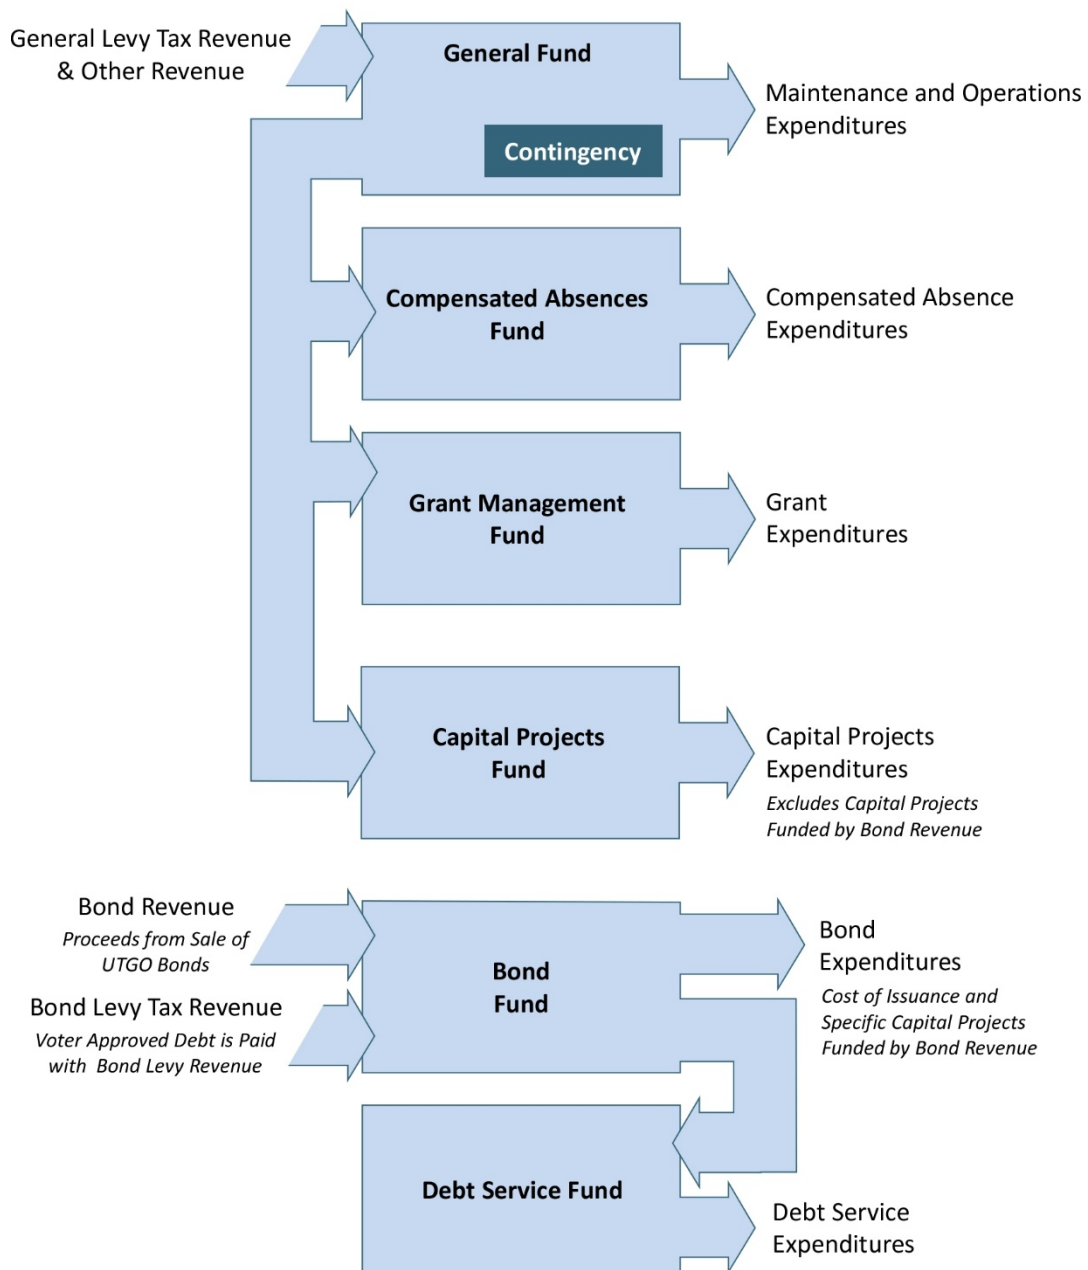 General Levy Tax Revenue
& Other Revenue
General Fund
Contingency
Maintenance and Operations
Expenditures
Compensated Absences
Fund
Compensated Absence
Expenditures
Grant Management
Fund
Grant
Expenditures
Capital Projects
Fund
Capital Projects
Expenditures
Excludes Capital Projects
Funded by Bond Revenue
Bond Revenue
Proceeds from Sale of
UTGO Bonds
Bond Levy Tax Revenue
Voter Approved Debt is Paid
with Bond Levy Revenue
Bond
Fund
Bond
Expenditures
Cost of Issuance and
Specific Capital Projects
Funded by Bond Revenue
Debt Service Fund
Debt Service
Expenditures